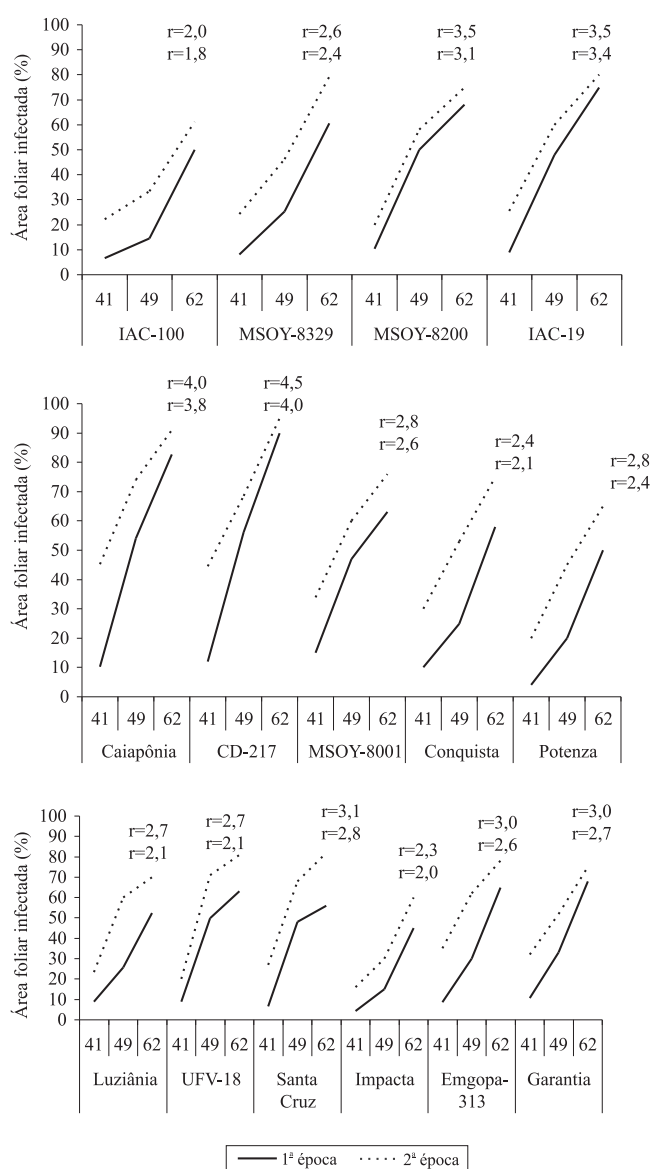 r=2,0 r=2,6 r=3,5 r=3,5
r=1,8 r=2,4 r=3,1 r=3,4
Área foliar infectada (%)
100
90
80
70
60
50
40
30
20
10
0
41 49 62 41 49 62 41 49 62 41 49 62
IAC-100 MSOY-8329 MSOY-8200 IAC-19
r=4,0 r=4,5
r=3,8 r=4,0
r=2,8 r=2,4
r=2,6 r=2,1
r=2,8
r=2,4
Área foliar infectada (%)
100
90
80
70
60
50
40
30
20
10
0
41 49 62 41 49 62 41 49 62 41 49 62 41 49 62
Caiapônia CD-217 MSOY-8001 Conquista Potenza
r=2,7 r=2,7 r=3,1 r=2,3 r=3,0 r=3,0
r=2,1 r=2,1 r=2,8 r=2,0 r=2,6 r=2,7
Área foliar infectada (%)
100
90
80
70
60
50
40
30
20
10
0
41 49 62 41 49 62 41 49 62 41 49 62 41 49 62 41 49 62
Luziânia UFV-18 Santa Impacta Emgopa- Garantia
Cruz 313
1ª época 2ª época